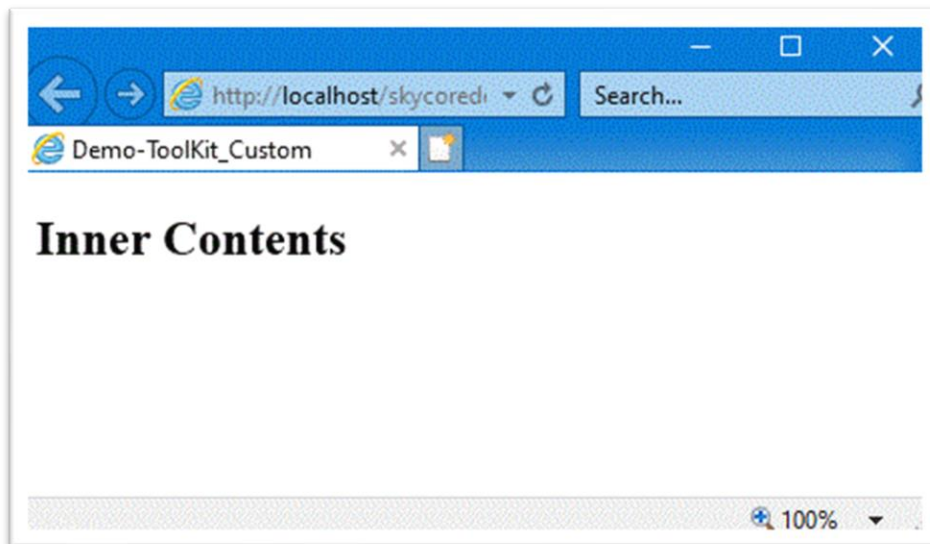 http://localhost/skycored
Search...
Demo-ToolKit_Custom
Inner Contents
100%